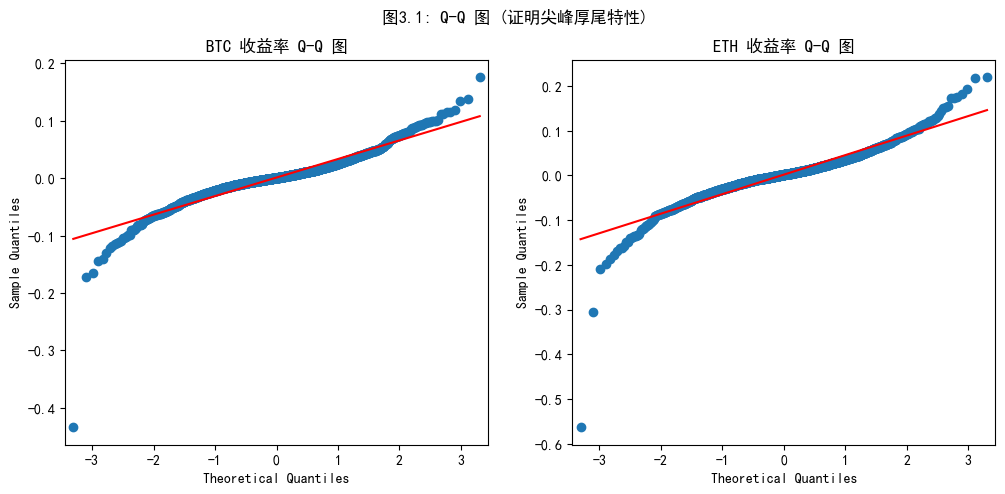 图3.1: Q-Q 图 (证明尖峰厚尾特性)
BTC 收益率 Q-Q 图
0.2
0.1
0.0
−0.1
−0.2
−0.3
−0.4
Sample Quantiles
−3 −2 −1 0 1 2 3
Theoretical Quantiles
ETH 收益率 Q-Q 图
0.2
0.1
0.0
−0.1
−0.2
−0.3
−0.4
−0.5
−0.6
Sample Quantiles
−3 −2 −1 0 1 2 3
Theoretical Quantiles